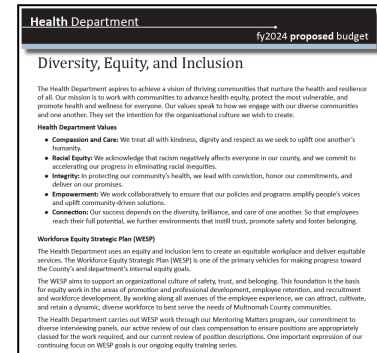 Health Department
fy2024 proposed budget
Diversity, Equity, and Inclusion
The Health Department aspires to achieve a vision of thriving communities that nurture the health and resilience
of all. Our mission is to work with communities to advance health equity, protect the most vulnerable, and
promote health and wellness for everyone. Our values speak to how we engage with our diverse communities
and one another. They set the intention for the organizational culture we wish to create.
Health Department Values
● Compassion and Care: We treat all with kindness, dignity and respect as we seek to uplift one another's
humanity.
● Racial Equity: We acknowledge that racism negatively affects everyone in our county, and we commit to
accelerating our progress in eliminating racial inequities.
● Integrity: In protecting our community's health, we lead with conviction, honor our commitments, and
deliver on our promises.
● Empowerment: We work collaboratively to ensure that our policies and programs amplify people's voices
and uplift community-driven solutions.
● Connection: Our success depends on the diversity, brilliance, and care of one another. So that employees
reach their full potential, we further environments that instill trust, promote safety and foster belonging.
Workforce Equity Strategic Plan (WESP)
The Health Department uses an equity and inclusion lens to create an equitable workplace and deliver equitable
services. The Workforce Equity Strategic Plan (WESP) is one of the primary vehicles for making progress toward
the County's and department's internal equity goals.
The WESP aims to support an organizational culture of safety, trust, and belonging. This foundation is the basis
for equity work in the areas of promotion and professional development, employee retention, and recruitment
and workforce development. By working along all avenues of the employee experience, we can attract, cultivate,
and retain a dynamic, diverse workforce to best serve the needs of Multnomah County communities.
The Health Department carries out WESP work through our Mentoring Matters program, our commitment to
diverse interviewing panels, our active review of our class compensation to ensure positions are appropriately
classed for the work required, and our current review of position descriptions. One important expression of our
continuing focus on WESP goals is our ongoing equity training series.